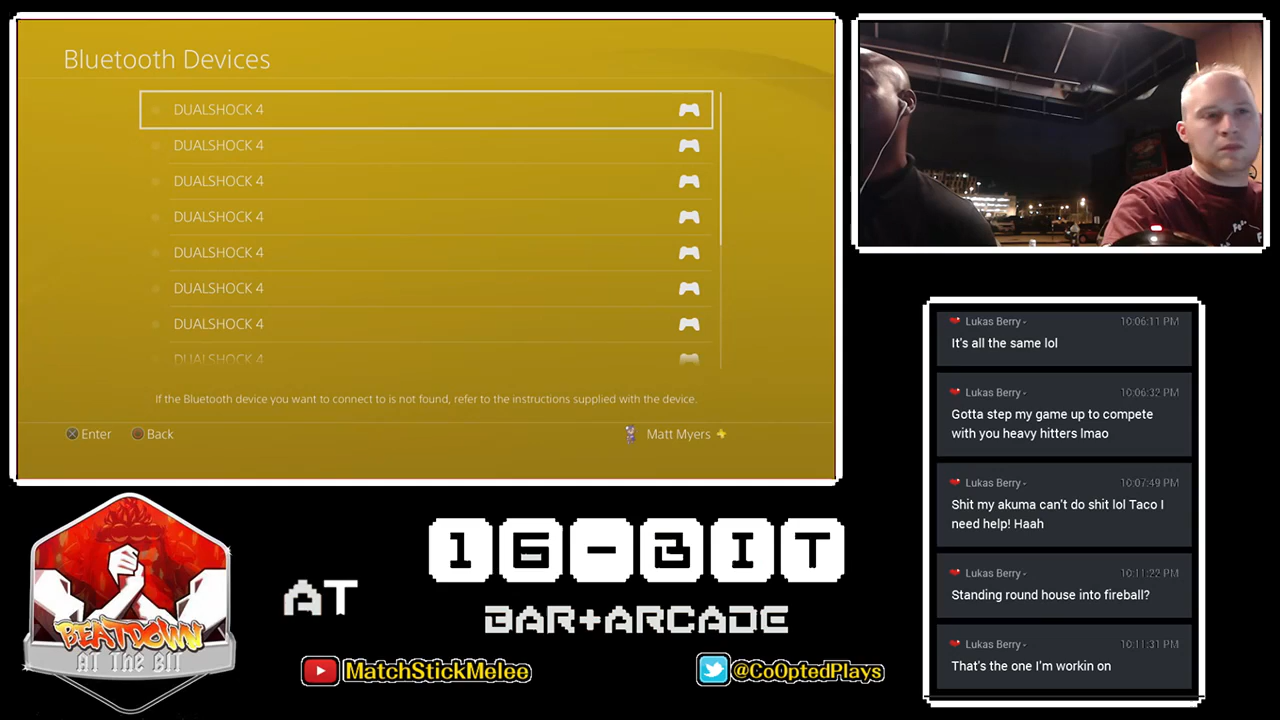 Bluetooth Devices
DUALSHOCK 4
DUALSHOCK 4
DUALSHOCK 4
DUALSHOCK 4
DUALSHOCK 4
DUALSHOCK 4
DUALSHOCK 4
DUALSHOCK 4
If the Bluetooth device you want to connect to is not found, refer to the instructions supplied with the device.
Enter
Back
Matt Myers
Lukas Berry
10:06:11 PM
It's all the same lol
Lukas Berry
10:06:32 PM
Gotta step my game up to compete
with you heavy hitters lmao
Lukas Berry
10:07:49 PM
Shit my akuma can't do shit lol Taco I
need help! Haah
Lukas Berry
10:11:22 PM
Standing round house into fireball?
Lukas Berry
10:11:31 PM
That's the one I'm workin on
BEATDOWN
AT THE BIT
AT
16-BIT
BAR+ARCADE
MatchStickMelee
@CoOptedPlays